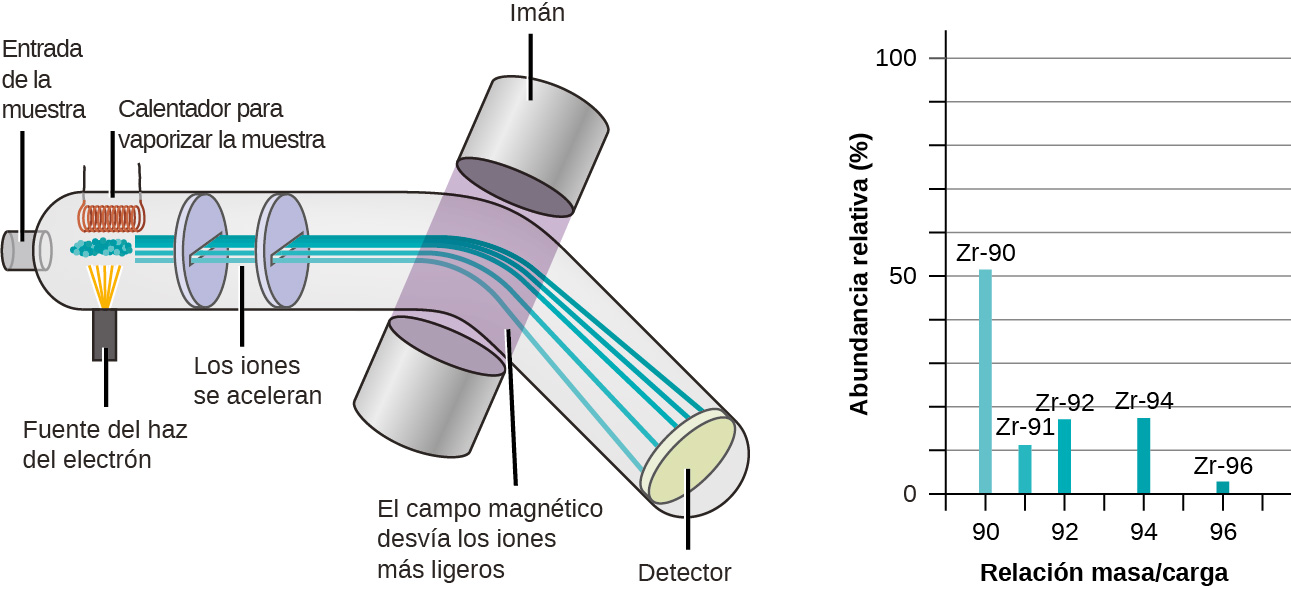 Imán
Entrada
de la
muestra
Calentador para
vaporizar la muestra
Los iones
se aceleran
Fuente del haz
del electrón
El campo magnético
desvía los iones
más ligeros
Detector
Abundancia relativa (%)
100
50
0
Zr-90
Zr-91
Zr-92
Zr-94
Zr-96
90 92 94 96
Relación masa/carga